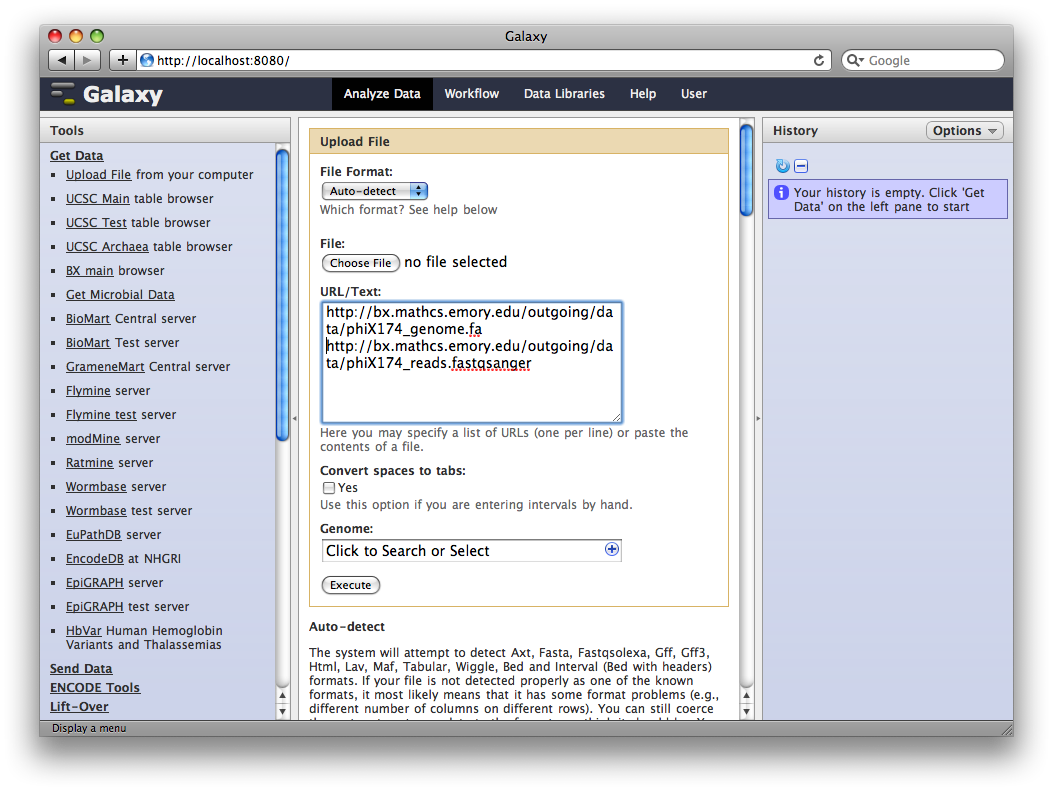 Galaxy
http://localhost:8080/
Google
Galaxy
Analyze Data
Workflow
Data Libraries
Help
User
Tools
Get Data
Upload File from your computer
UCSC Main table browser
UCSC Test table browser
UCSC Archaea table browser
BX main browser
Get Microbial Data
BioMart Central server
BioMart Test server
GrameneMart Central server
Flymine server
Flymine test server
modMine server
Ratmine server
Wormbase server
Wormbase test server
EuPathDB server
EncodeDB at NHGRI
EpiGRAPH server
EpiGRAPH test server
HbVar Human Hemoglobin
Variants and Thalassemias
Send Data
ENCODE Tools
Lift-Over
Upload File
File Format:
Auto-detect
Which format? See help below
File:
Choose File no file selected
URL/Text:
http://bx.mathcs.emory.edu/outgoing/da
ta/phiX174_genome.fa
http://bx.mathcs.emory.edu/outgoing/da
ta/phiX174_reads.fastqsanger
Here you may specify a list of URLs (one per line) or paste the
contents of a file.
Convert spaces to tabs:
Yes
Use this option if you are entering intervals by hand.
Genome:
Click to Search or Select
Execute
Auto-detect
The system will attempt to detect Axt, Fasta, Fastqsolexa, Gff, Gff3,
Html, Lav, Maf, Tabular, Wiggle, Bed and Interval (Bed with headers)
formats. If your file is not detected properly as one of the known
formats, it most likely means that it has some format problems (e.g.,
different number of columns on different rows). You can still coerce
History
Options
Your history is empty. Click 'Get
Data' on the left pane to start
Display a menu